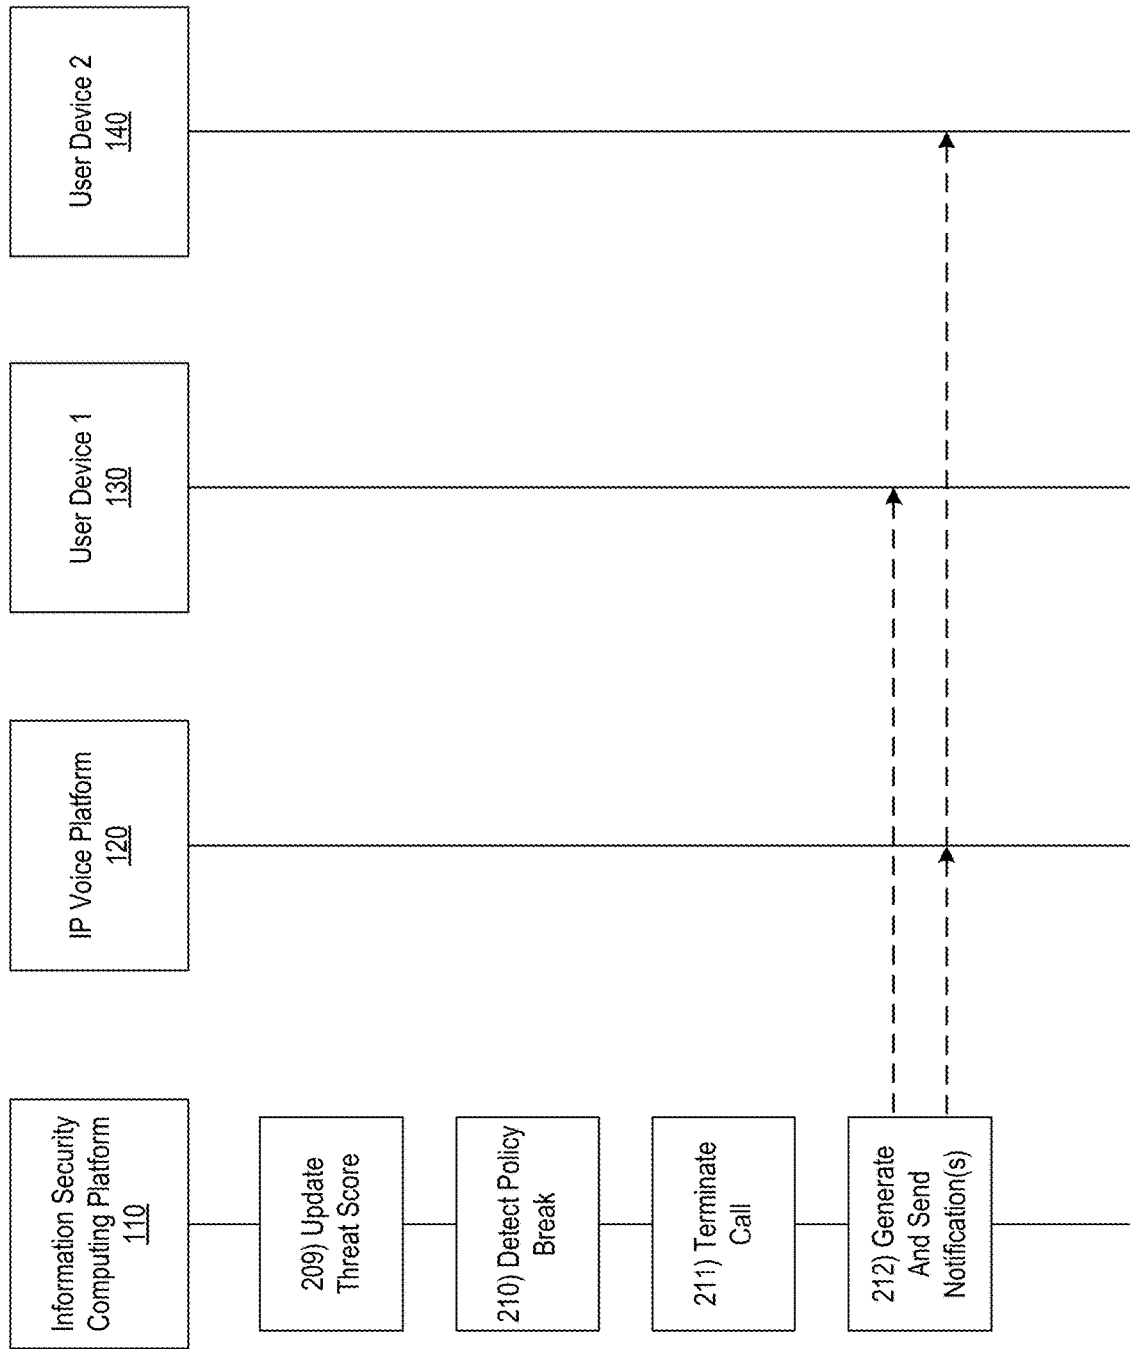 Information Security
Computing Platform
110
IP Voice Platform
120
User Device 1
130
User Device 2
140
209) Update
Threat Score
210) Detect Policy
Break
211) Terminate
Call
212) Generate
And Send
Notification(s)